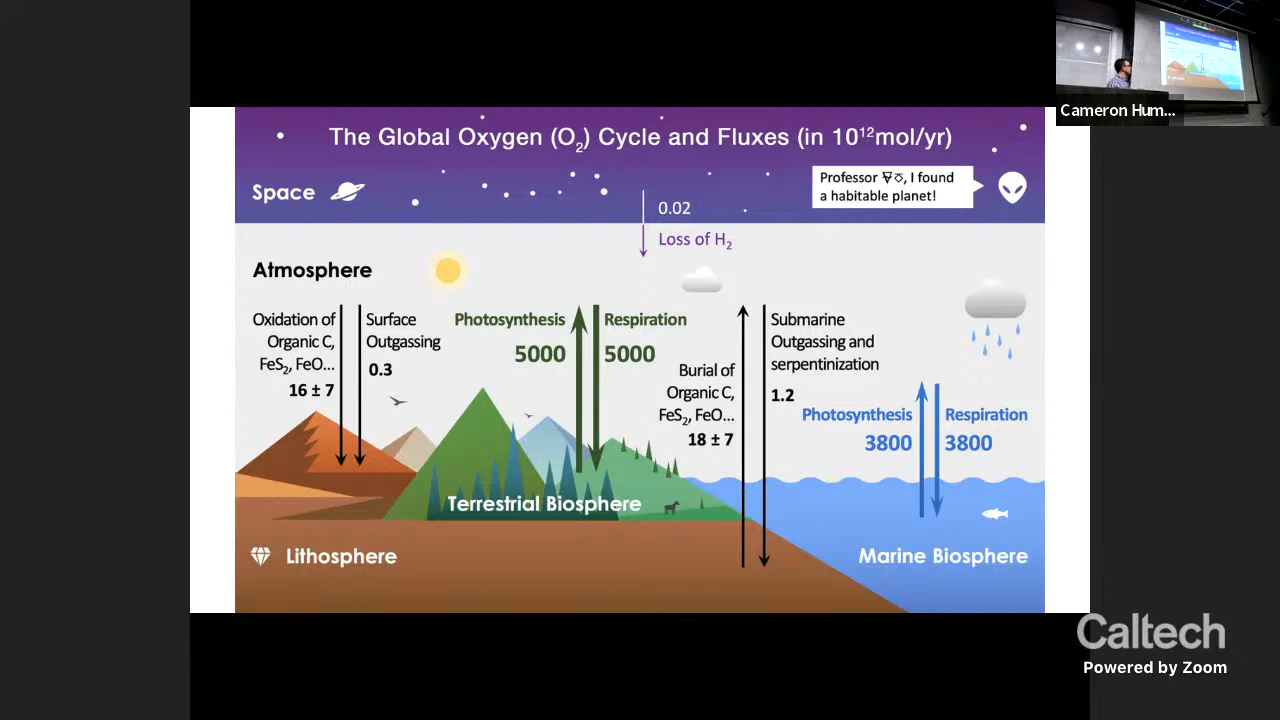 Cameron Hum...
The Global Oxygen (O₂) Cycle and Fluxes (in 10¹²mol/yr)
Space
Professor
, I found
a habitable planet!
0.02
Loss of H₂
Atmosphere
Oxidation of
Organic C,
FeS₂, FeO...
16 ± 7
Surface
Outgassing
0.3
Photosynthesis
5000
Respiration
5000
Burial of
Organic C,
FeS₂, FeO...
18 ± 7
Submarine
Outgassing and
serpentinization
1.2
Photosynthesis
3800
Respiration
3800
Terrestrial Biosphere
Lithosphere
Marine Biosphere
Caltech
Powered by Zoom